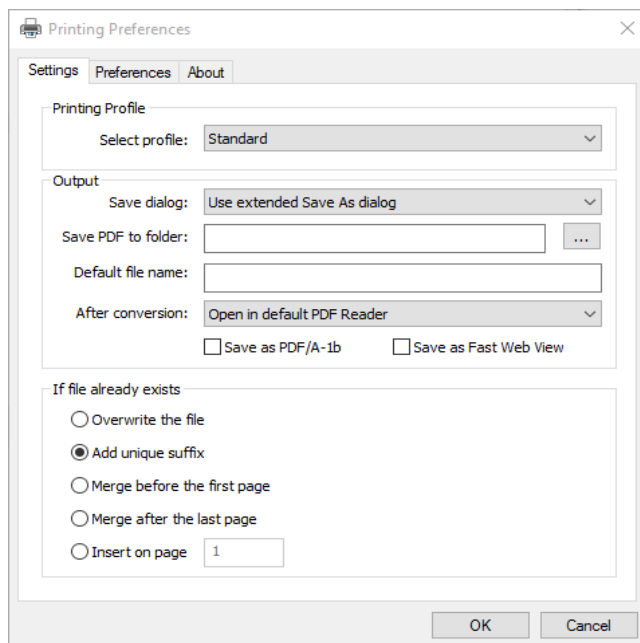 Printing Preferences
Settings Preferences About
Printing Profile
Select profile: Standard
Output
Save dialog: Use extended Save As dialog
Save PDF to folder: ...
Default file name:
After conversion: Open in default PDF Reader
Save as PDF/A-1b Save as Fast Web View
If file already exists
Overwrite the file
Add unique suffix
Merge before the first page
Merge after the last page
Insert on page 1
OK Cancel